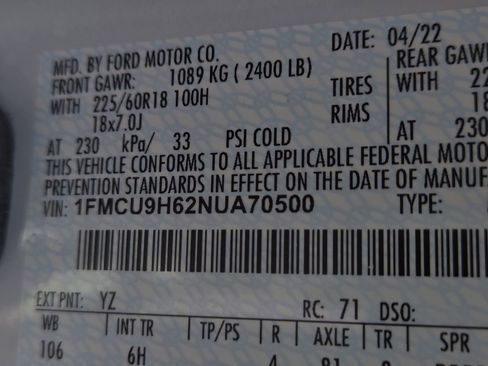 MFD. BY FORD MOTOR CO. DATE: 04/22
FRONT GAWR: 1089 KG ( 2400 LB) REAR GAWR
WITH 225/60R18 100H TIRES WITH
18x7.0J RIMS
AT 230 kPa/ 33 PSI COLD AT 230
THIS VEHICLE CONFORMS TO ALL APPLICABLE FEDERAL MOTO
PREVENTION STANDARDS IN EFFECT ON THE DATE OF MANUF
VIN: 1FMCU9H62NUA70500 TYPE:
EXT PNT: YZ RC: 71 DSO:
WB INT TR TP/PS R AXLE TR SPR
106 6H 4